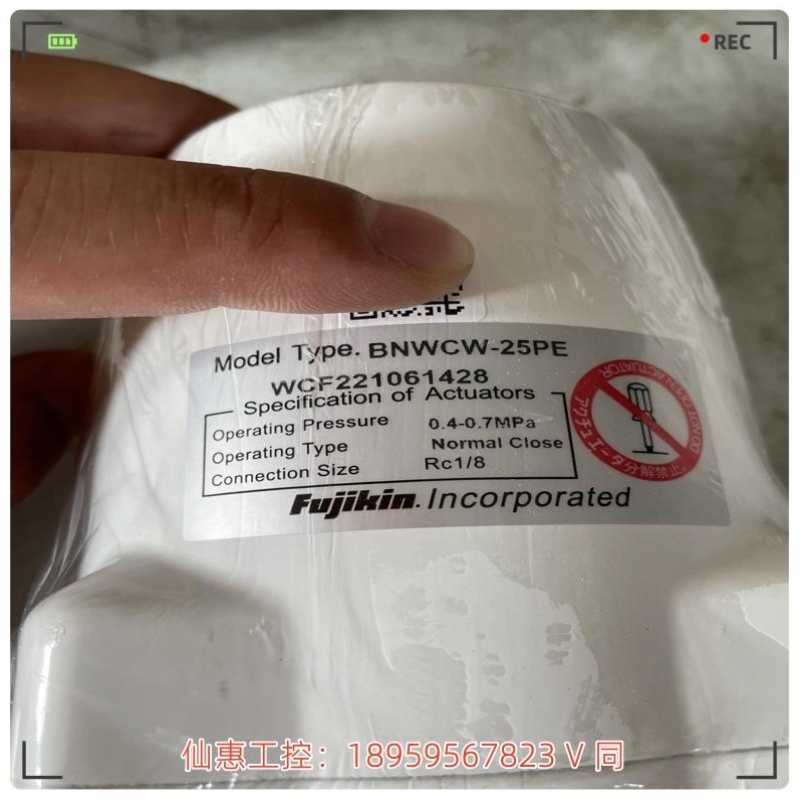 REC
Model Type. BNWCW-25PE
WCF221061428
Specification of Actuators
Operating Pressure 0.4-0.7MPa
Operating Type Normal Close
Connection Size Rc1/8
アクチュエータ分解禁止
Fujikin. Incorporated
仙惠工控：18959567823 V 同